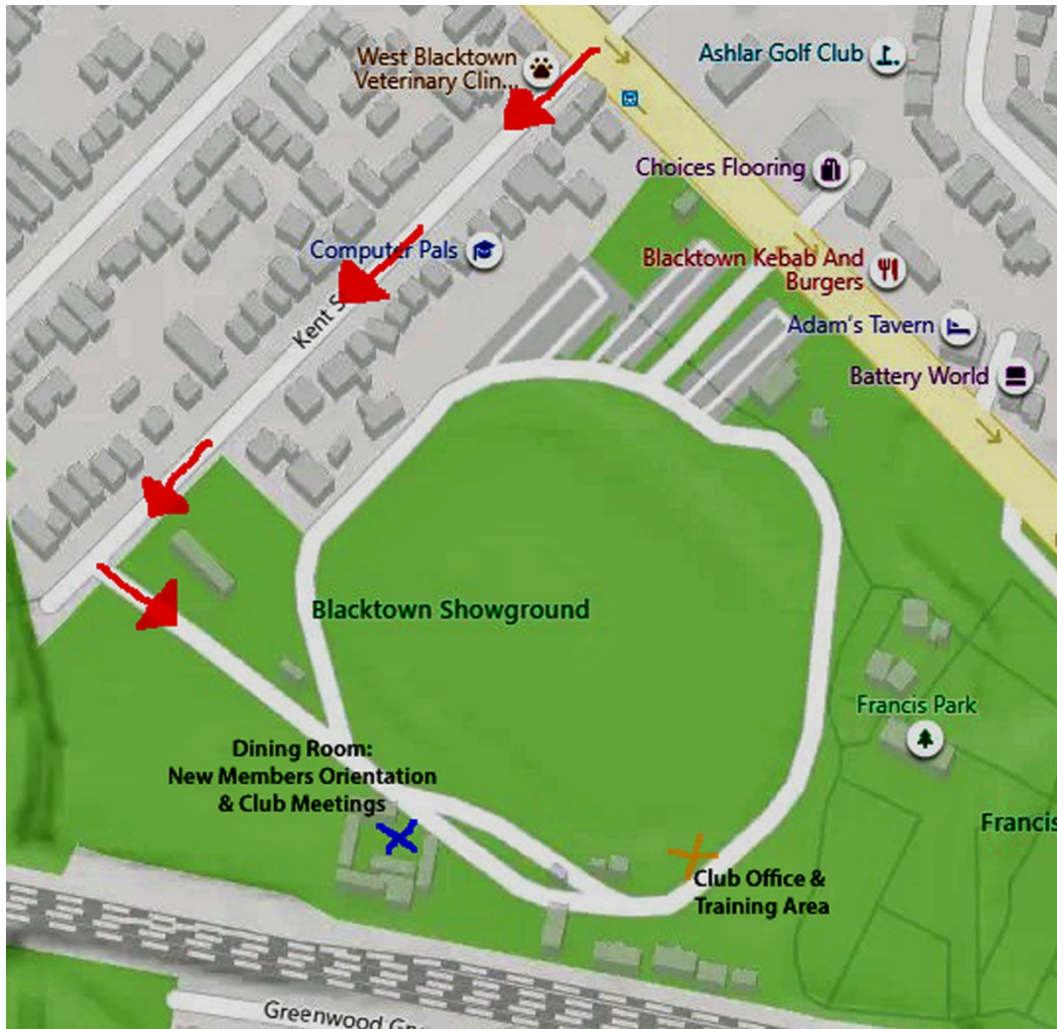 West Blacktown
Veterinary Clin...
Ashlar Golf Club
Choices Flooring
Computer Pals
Blacktown Kebab And
Burgers
Kent S
Adam's Tavern
Battery World
Blacktown Showground
Francis Park
Dining Room:
New Members Orientation
& Club Meetings
Francis
Club Office &
Training Area
Greenwood Gr